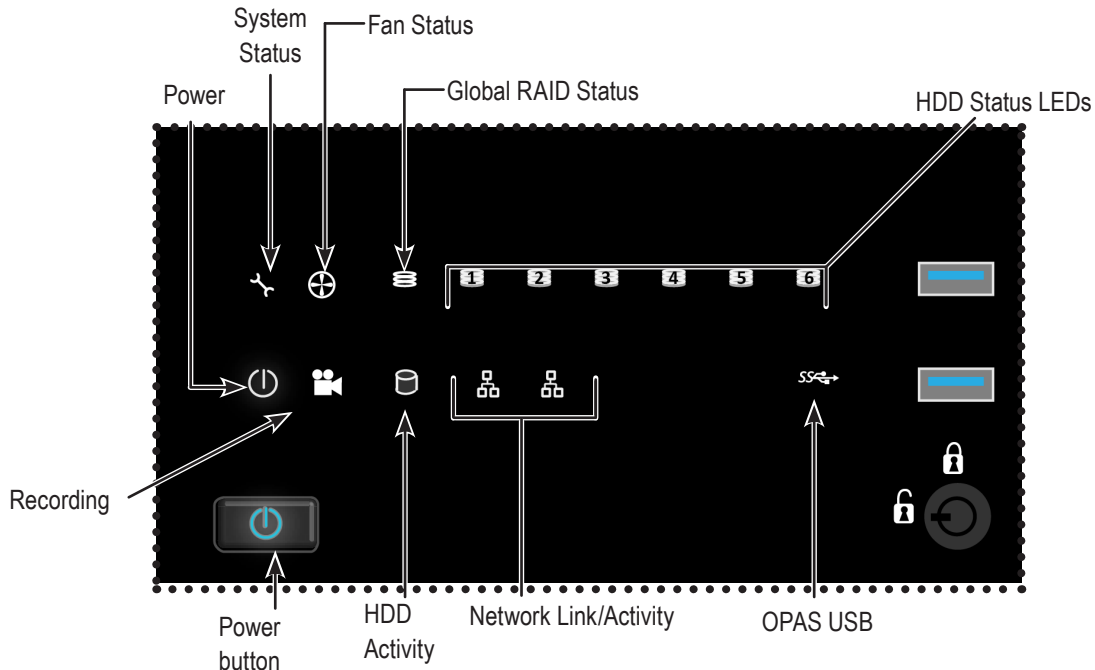 System
Status
Fan Status
Power
Global RAID Status
HDD Status LEDs
1 2 3 4 5 6
SS
Recording
Power
button
HDD
Activity
Network Link/Activity
OPAS USB